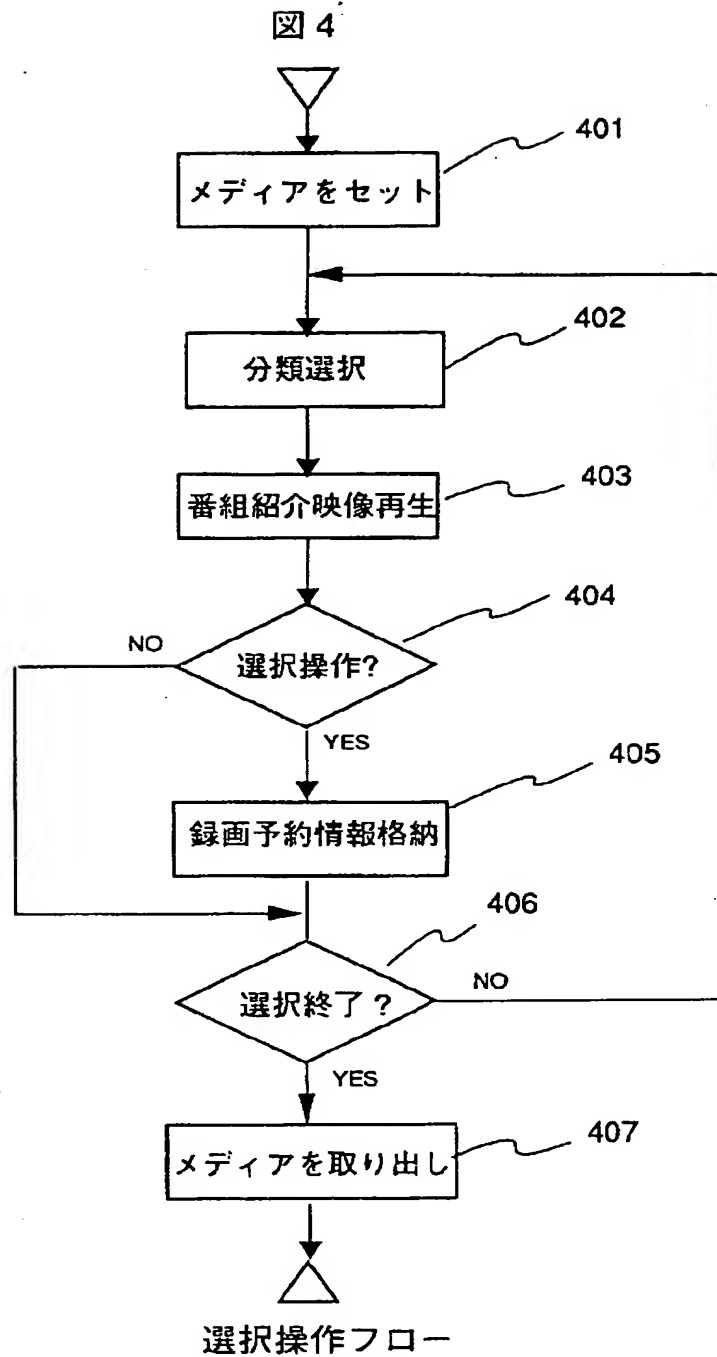 図 4
401
メディアをセット
402
分類選択
403
番組紹介映像再生
404
NO
選択操作?
YES
405
録画予約情報格納
406
選択終了?
NO
YES
407
メディアを取り出し
選択操作フロー